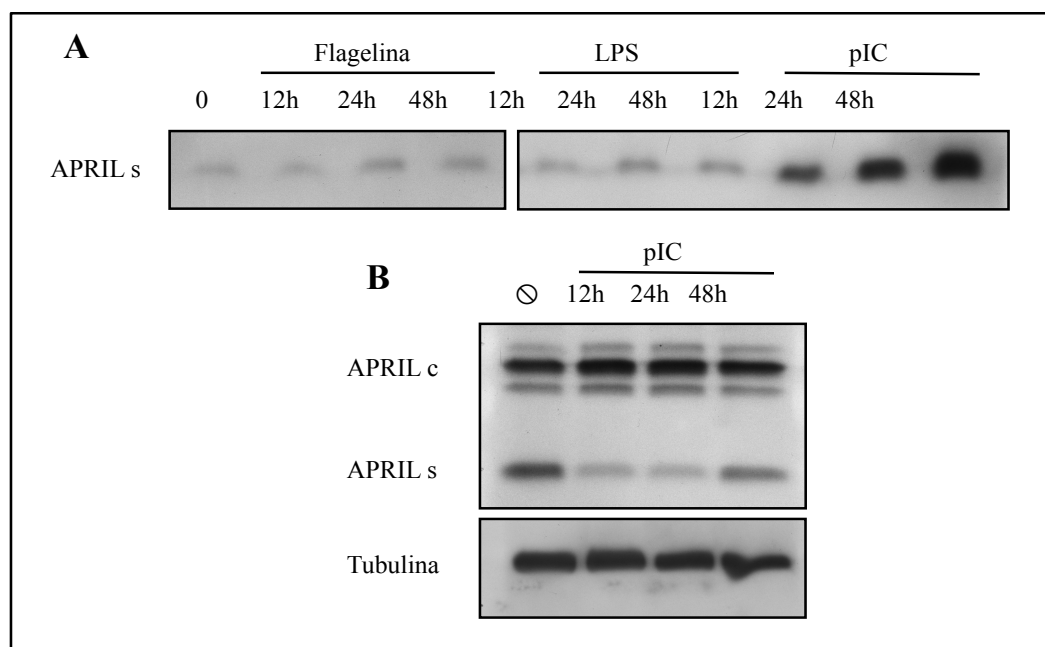 A
Flagelina LPS pIC
0 12h 24h 48h 12h 24h 48h 12h 24h 48h
APRIL s
pIC
B
⃠ 12h 24h 48h
APRIL c
APRIL s
Tubulina